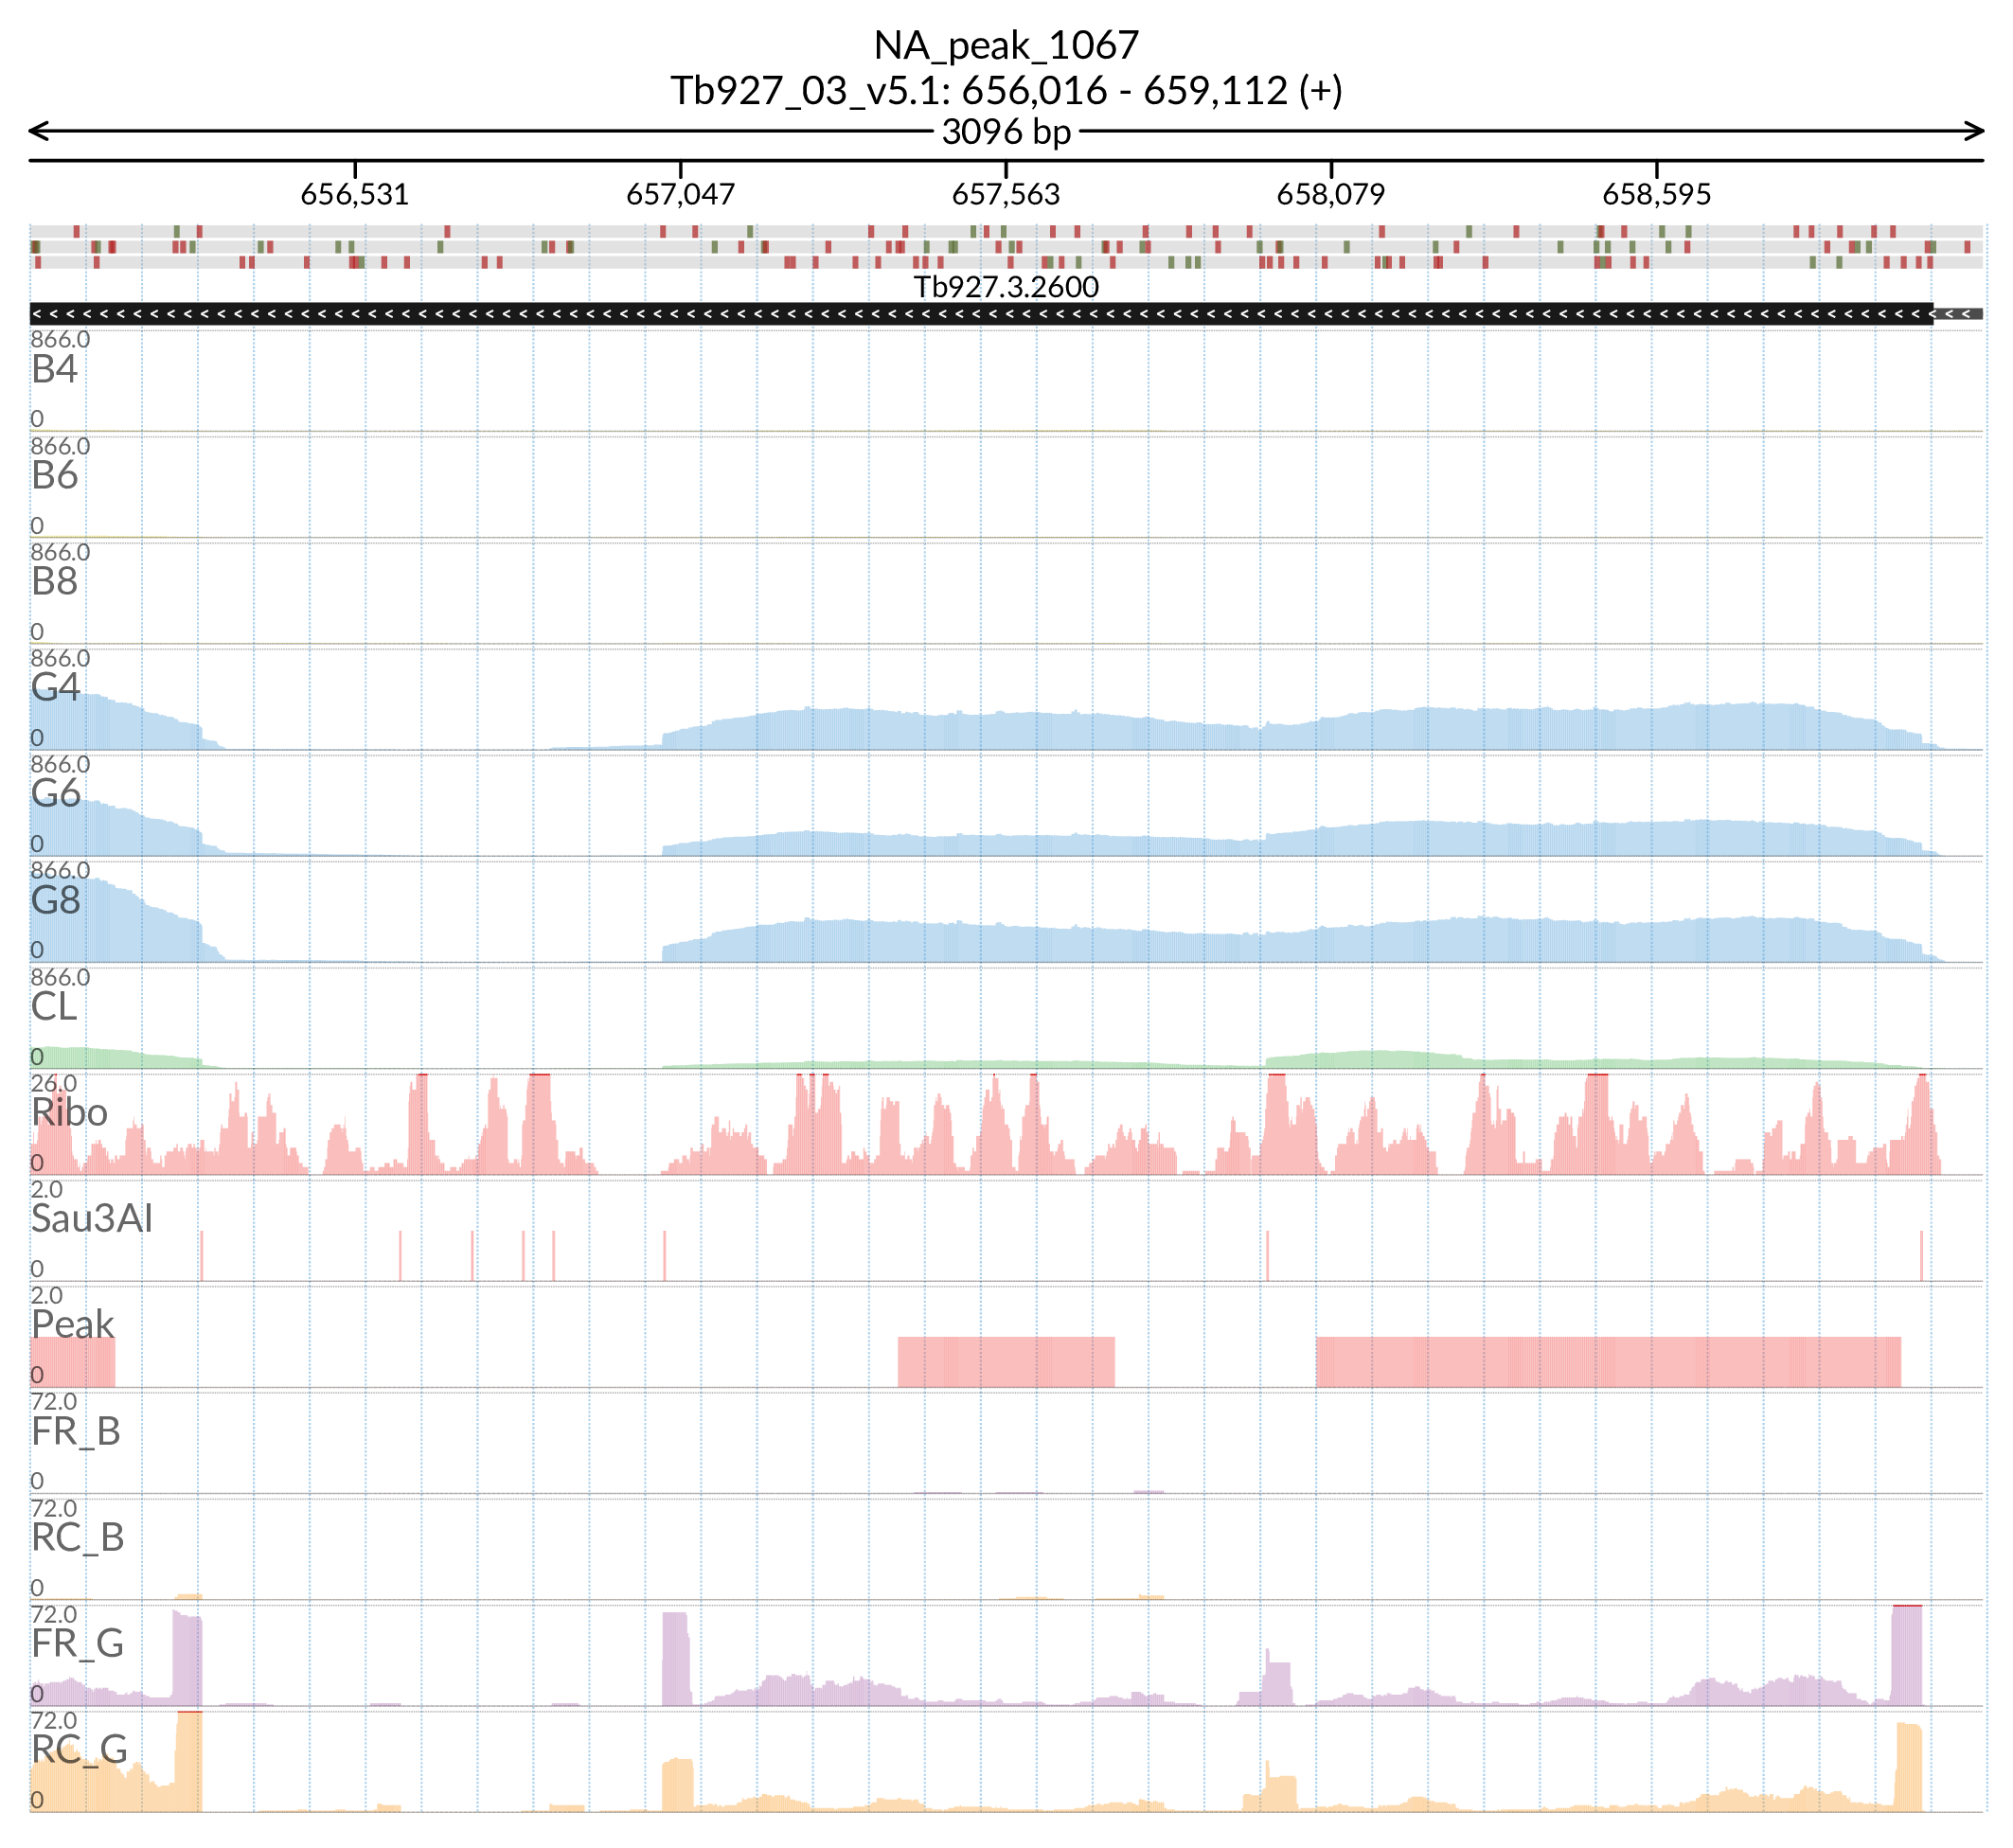 NA_peak_1067
Tb927_03_v5.1: 656,016 - 659,112 (+)
3096 bp
656,531 657,047 657,563 658,079 658,595
Tb927.3.2600
866.0
B4
0
866.0
B6
0
866.0
B8
0
866.0
G4
0
866.0
G6
0
866.0
G8
0
866.0
CL
0
26.0
Ribo
0
2.0
Sau3AI
0
2.0
Peak
0
72.0
FR_B
0
72.0
RC_B
0
72.0
FR_G
0
72.0
RC_G
0